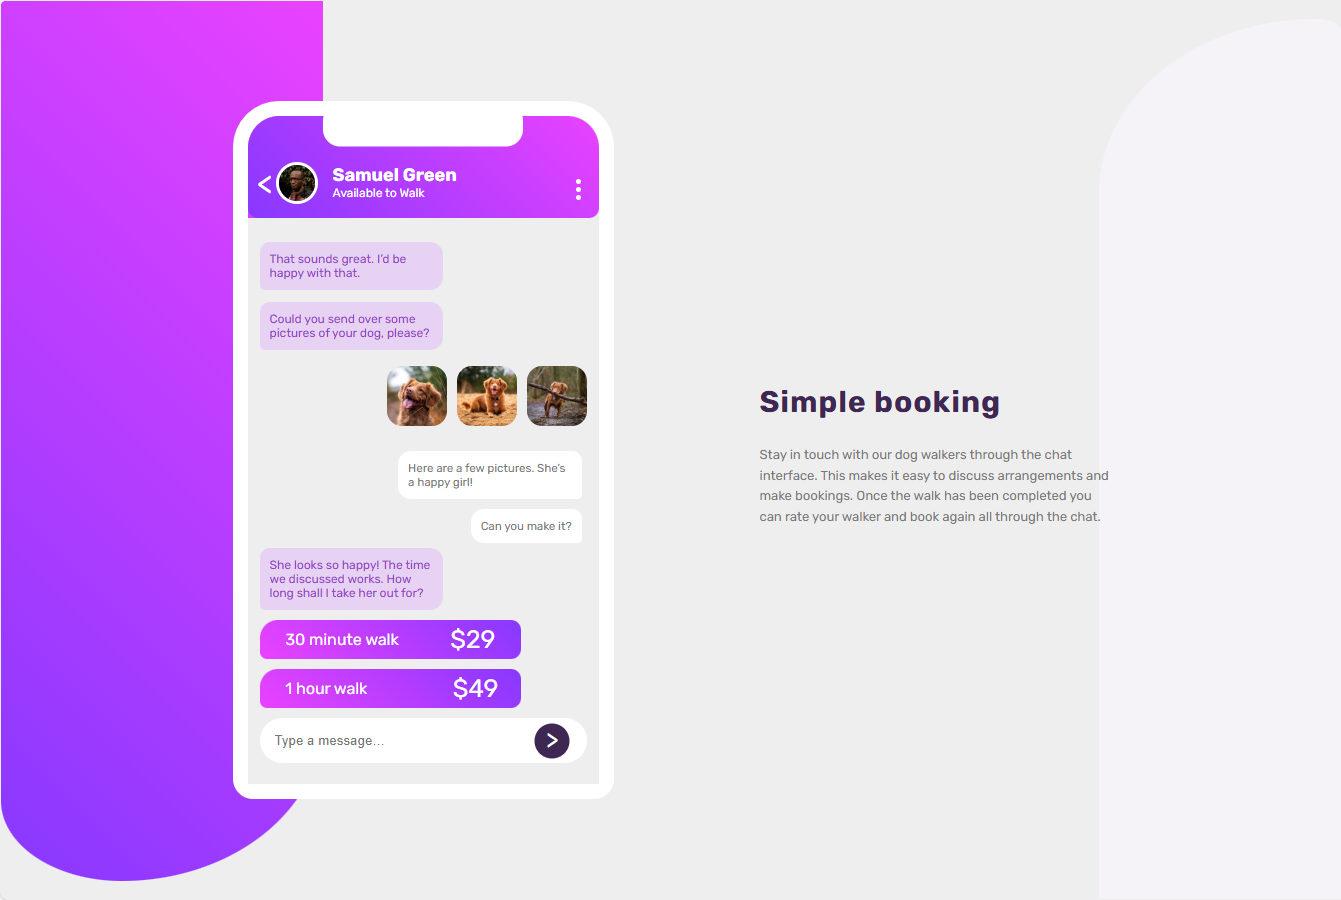 Samuel Green
Available to Walk
That sounds great. I’d be
happy with that.
Could you send over some
pictures of your dog, please?
Here are a few pictures. She’s
a happy girl!
Can you make it?
She looks so happy! The time
we discussed works. How
long shall I take her out for?
30 minute walk $29
1 hour walk $49
Type a message…
Simple booking
Stay in touch with our dog walkers through the chat
interface. This makes it easy to discuss arrangements and
make bookings. Once the walk has been completed you
can rate your walker and book again all through the chat.